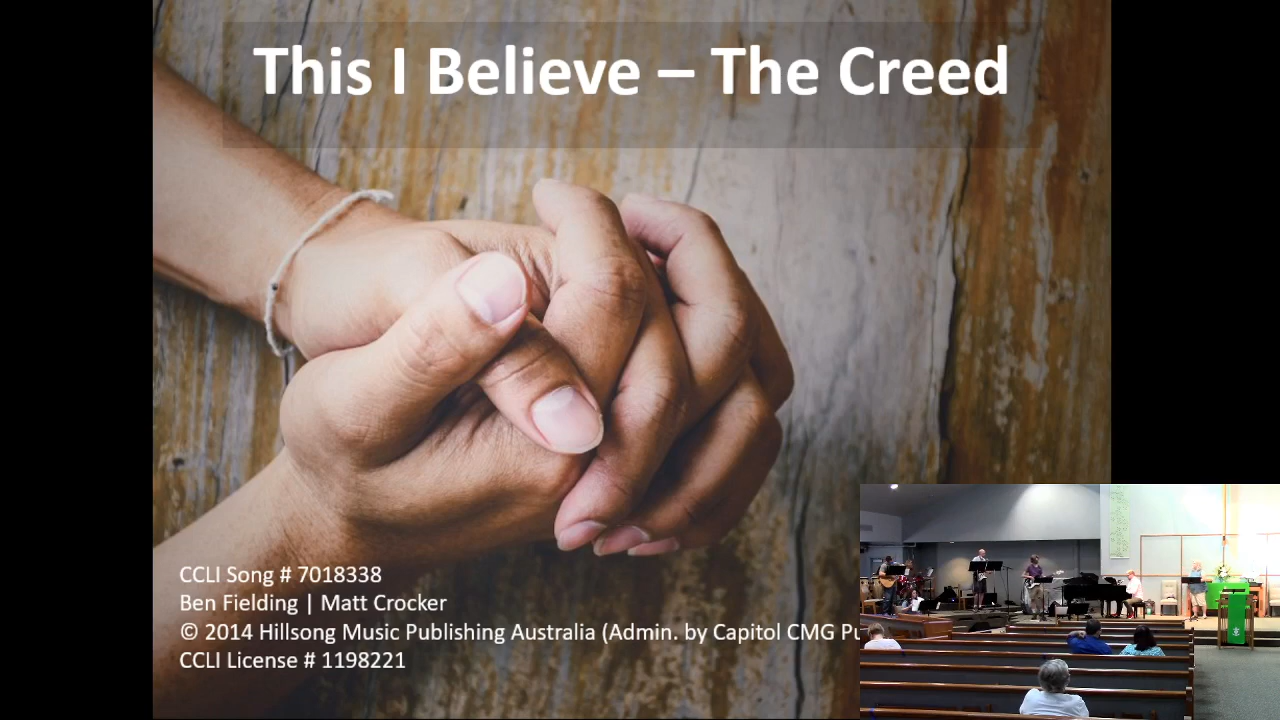 This I Believe – The Creed
CCLI Song # 7018338
Ben Fielding | Matt Crocker
© 2014 Hillsong Music Publishing Australia (Admin. by Capitol CMG Pu
CCLI License # 1198221